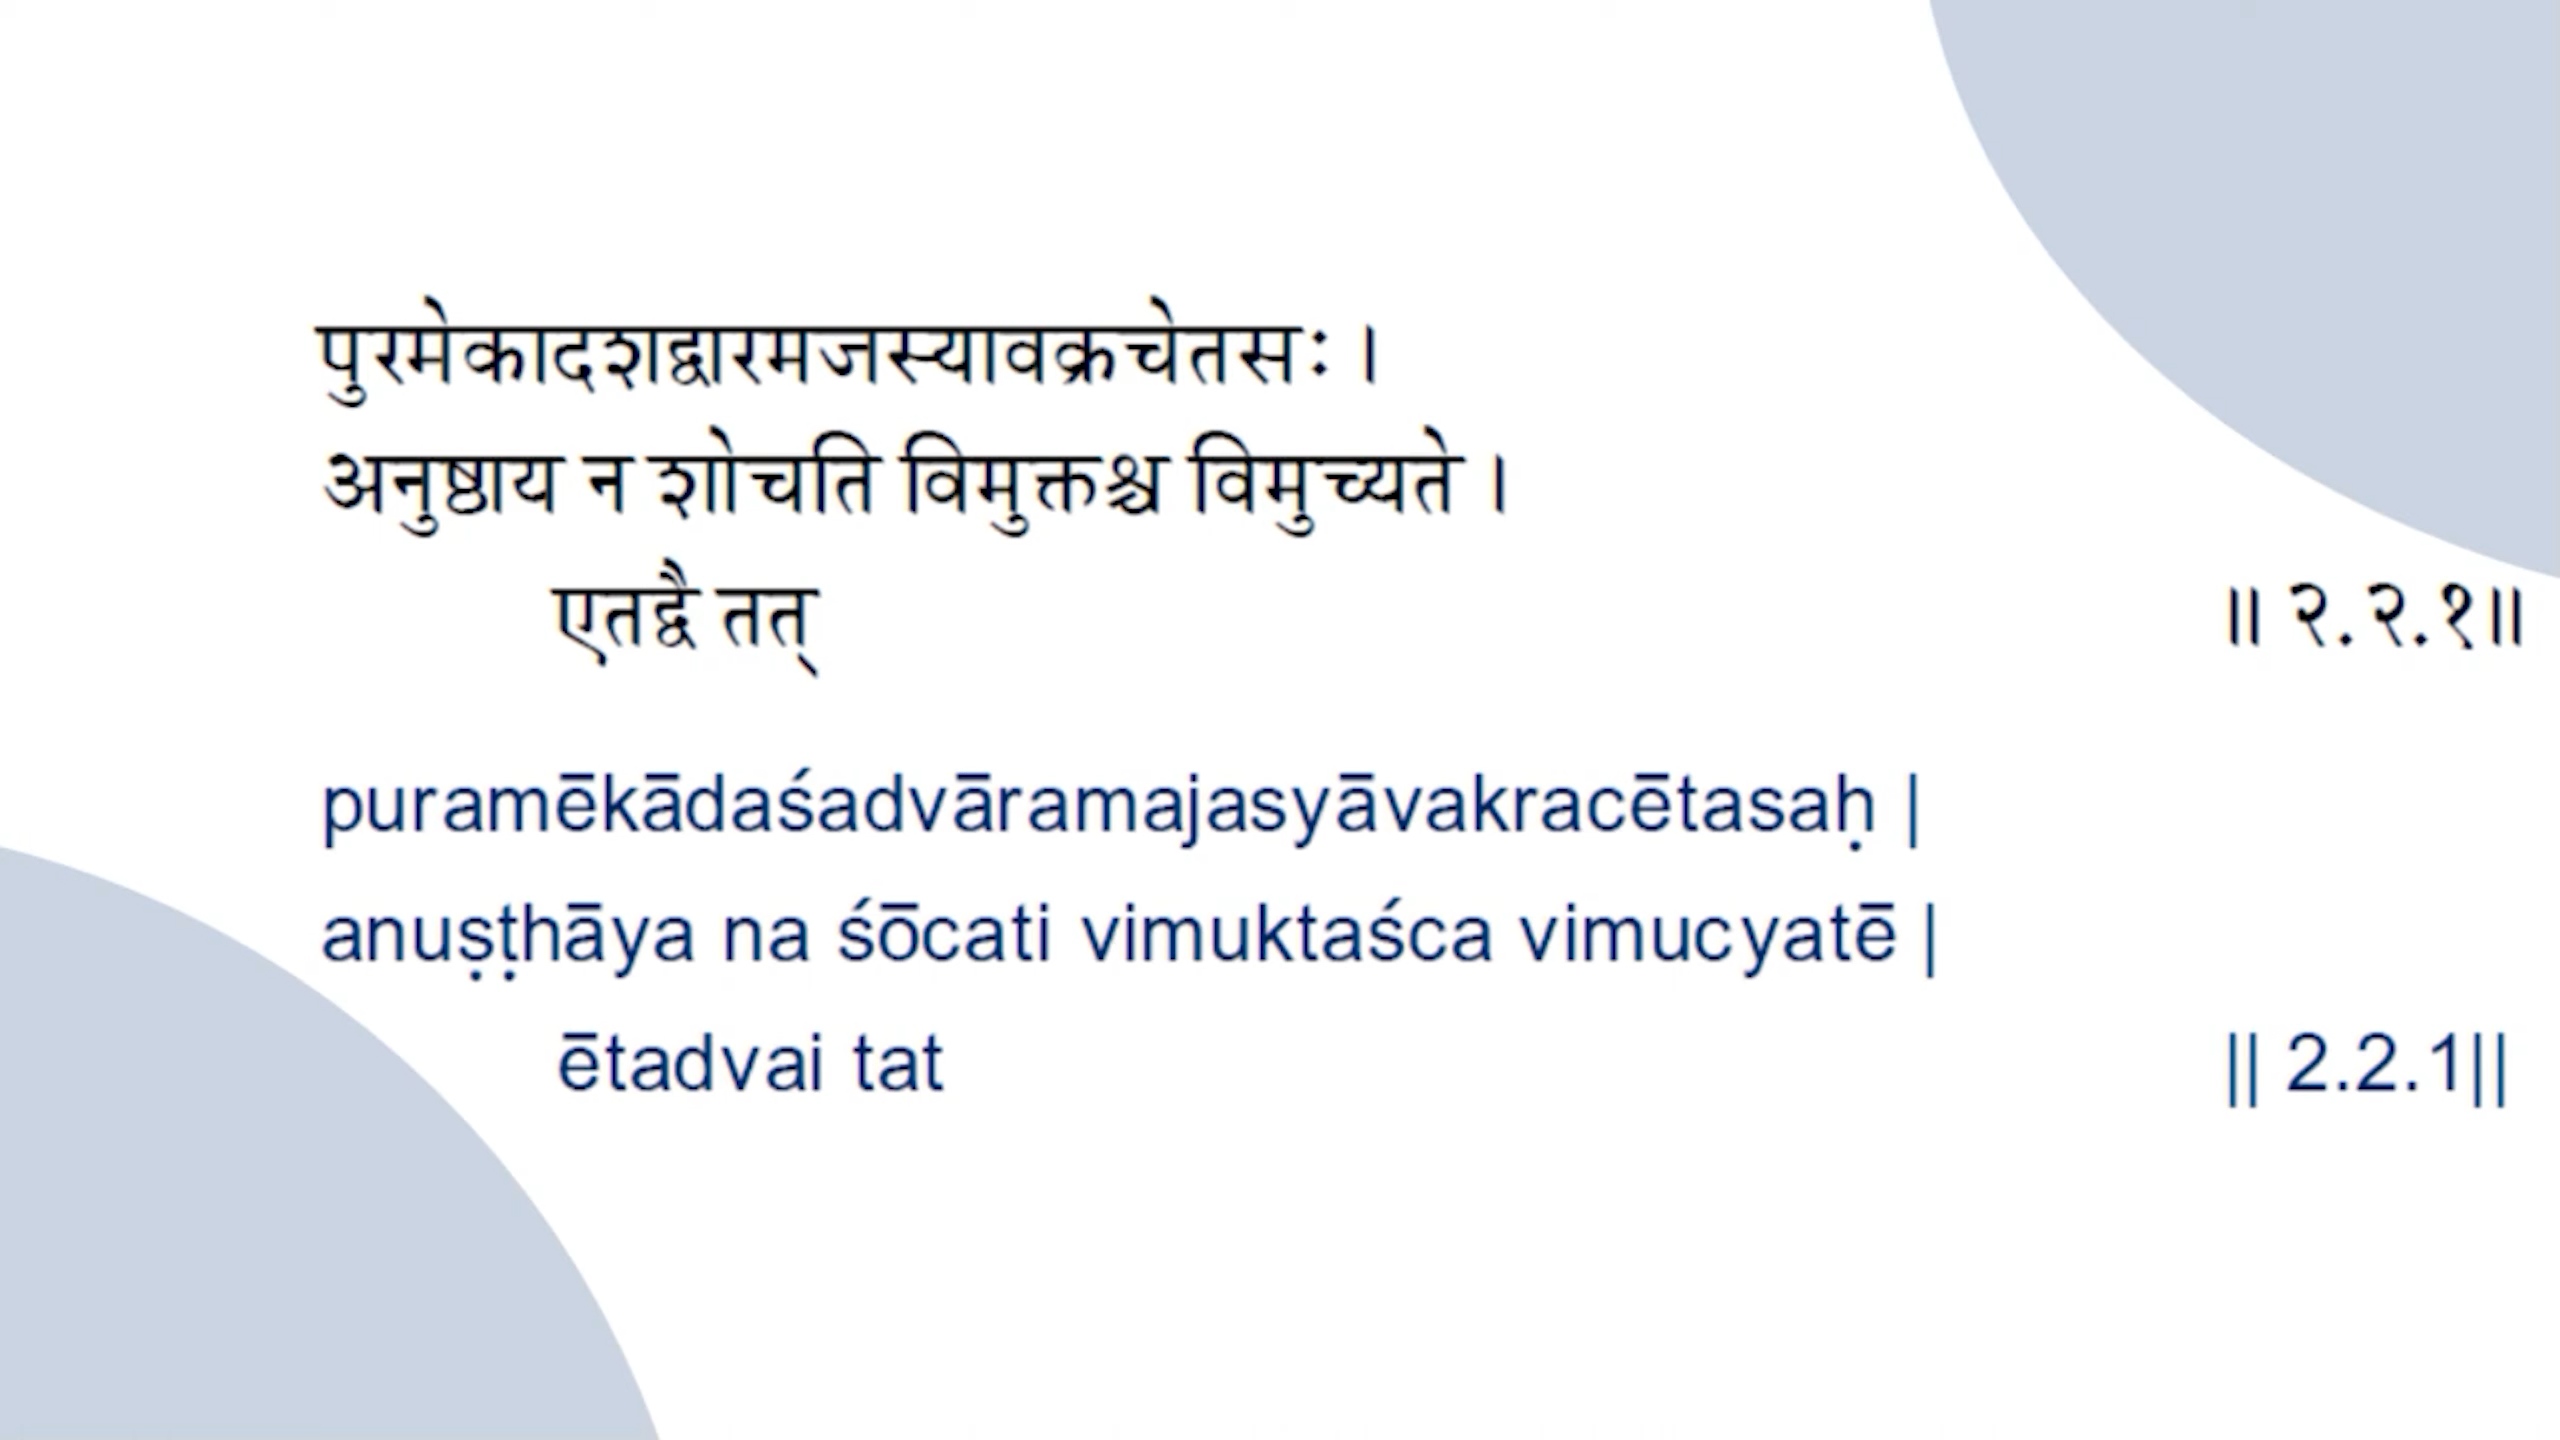 पुरमेकादशद्वारमजस्यावक्रचेतसः ।
अनुष्ठाय न शोचति विमुक्तश्च विमुच्यते ।
एतद्वै तत् ॥ २.२.१॥
puramēkādaśadvāramajasyāvakracētasaḥ |
anuṣṭhāya na śōcati vimuktaśca vimucyatē |
ētadvai tat || 2.2.1||